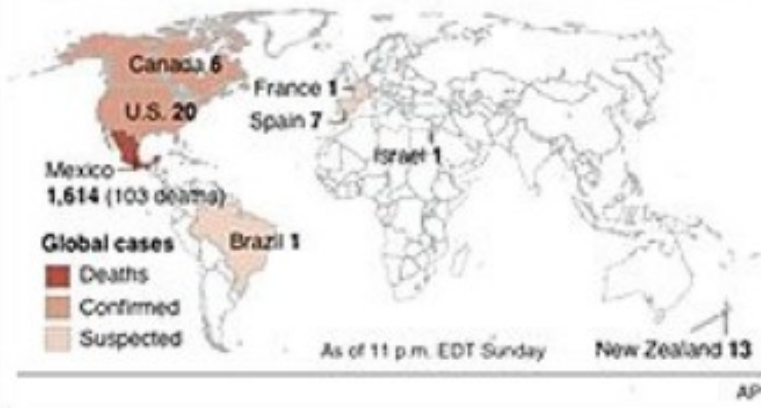 Canada 6
U.S. 20
France 1
Spain 7
Israel 1
Mexico
1,614 (103 deaths)
Brazil 1
Global cases
Deaths
Confirmed
Suspected
As of 11 p.m. EDT Sunday
New Zealand 13
AP